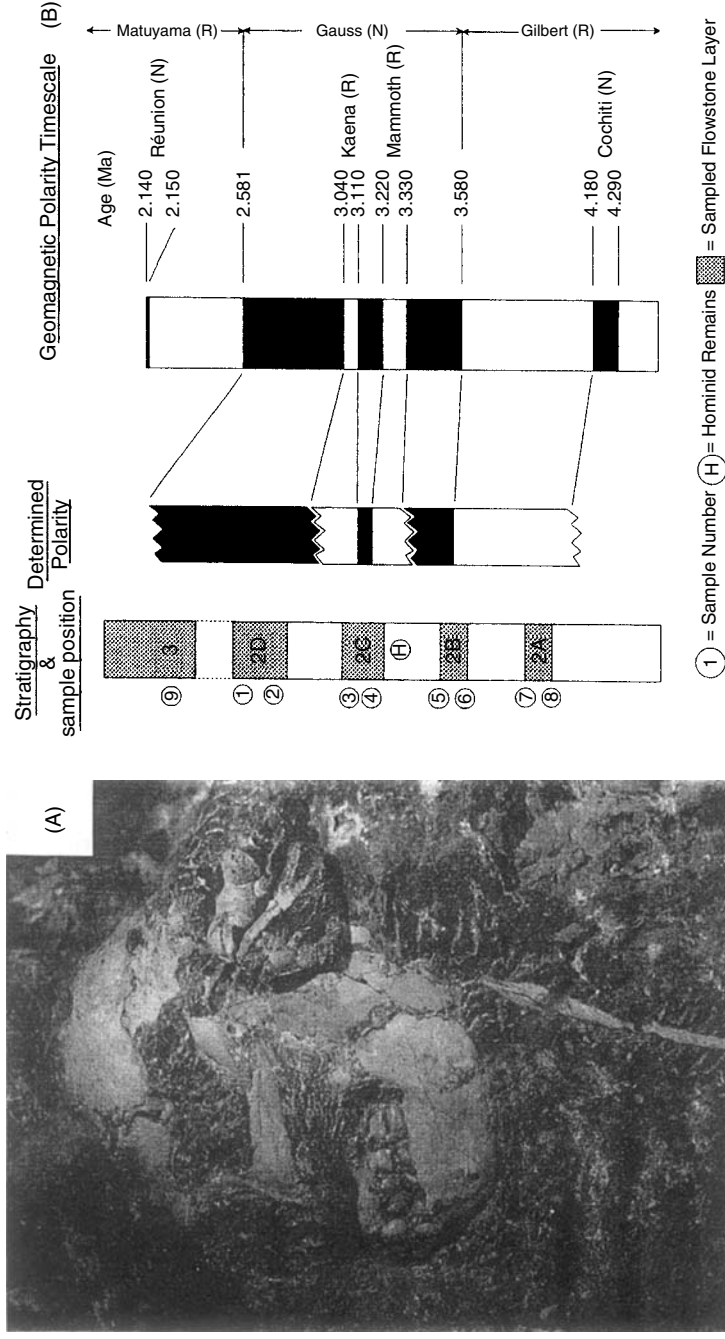 (A)
(B)
Stratigraphy
&
sample position
Determined
Polarity
Geomagnetic Polarity Timescale
Age (Ma)
2.140
2.150
Réunion (N)
2.581
3.040
Kaena (R)
3.110
3.220
Mammoth (R)
3.330
3.580
4.180
Cochiti (N)
4.290
Matuyama (R)
Gauss (N)
Gilbert (R)
9
3
1
2D
2
3
2C
4
H
5
2B
6
7
2A
8
1 = Sample Number H = Hominid Remains = Sampled Flowstone Layer